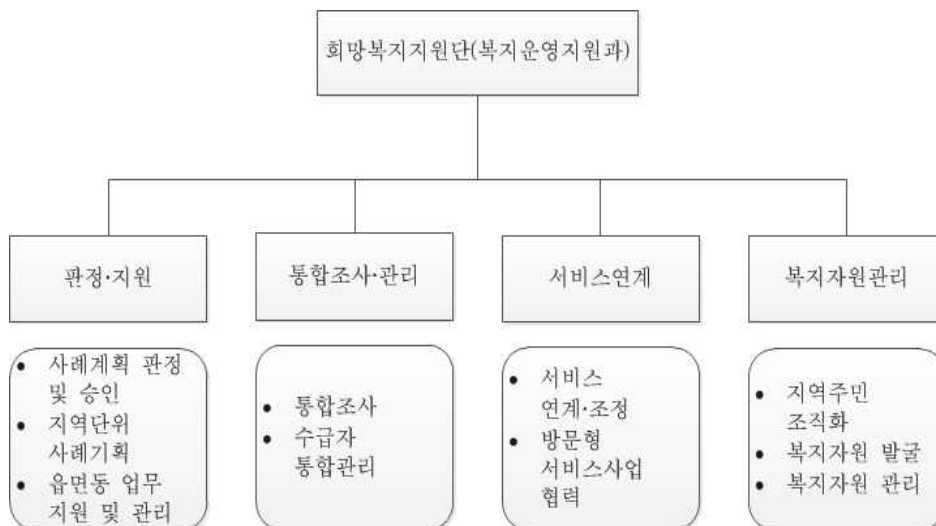 희망복지지원단(복지운영지원과)
판정·지원
통합조사·관리
서비스연계
복지자원관리
• 사례계획 판정
및 승인
• 지역단위
사례기획
• 읍면동 업무
지원 및 관리
• 통합조사
• 수급자
통합관리
• 서비스
연계·조정
• 방문형
서비스사업
협력
• 지역주민
조직화
• 복지자원 발굴
• 복지자원 관리